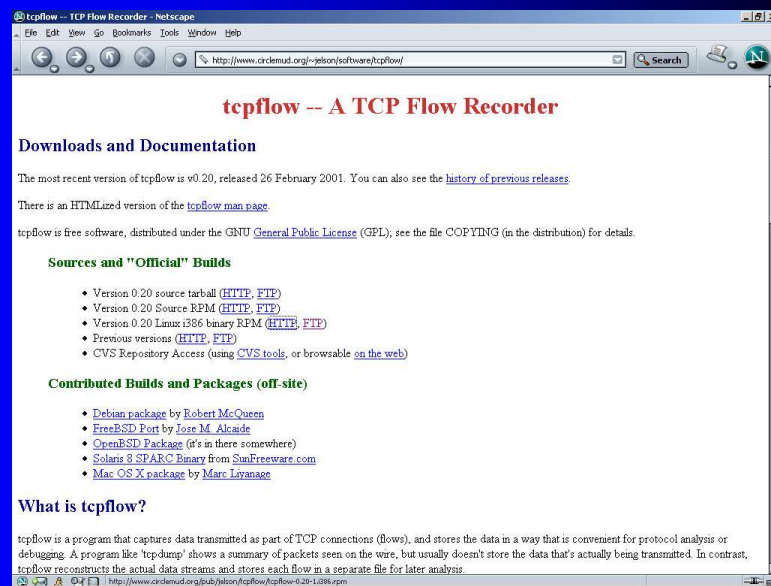 tcpflow -- TCP Flow Recorder - Netscape
File Edit View Go Bookmarks Tools Window Help
http://www.circlemud.org/~jelson/software/tcpflow/
Search
N
tcpflow -- A TCP Flow Recorder
Downloads and Documentation
The most recent version of tcpflow is v0.20, released 26 February 2001. You can also see the history of previous releases.
There is an HTMLized version of the tcpflow man page.
tcpflow is free software, distributed under the GNU General Public License (GPL); see the file COPYING (in the distribution) for details.
Sources and "Official" Builds
• Version 0.20 source tarball (HTTP, FTP)
• Version 0.20 Source RPM (HTTP, FTP)
• Version 0.20 Linux i386 binary RPM (HTTP, FTP)
• Previous versions (HTTP, FTP)
• CVS Repository Access (using CVS tools, or browsable on the web)
Contributed Builds and Packages (off-site)
• Debian package by Robert McQueen
• FreeBSD Port by Jose M. Alcaide
• OpenBSD Package (it's in there somewhere)
• Solaris 8 SPARC Binary from SunFreeware.com
• Mac OS X package by Marc Liyanage
What is tcpflow?
tcpflow is a program that captures data transmitted as part of TCP connections (flows), and stores the data in a way that is convenient for protocol analysis or
debugging. A program like 'tcpdump' shows a summary of packets seen on the wire, but usually doesn't store the data that's actually being transmitted. In contrast,
tcpflow reconstructs the actual data streams and stores each flow in a separate file for later analysis.
http://www.circlemud.org/pub/jelson/tcpflow/tcpflow-0.20-1.i386.rpm